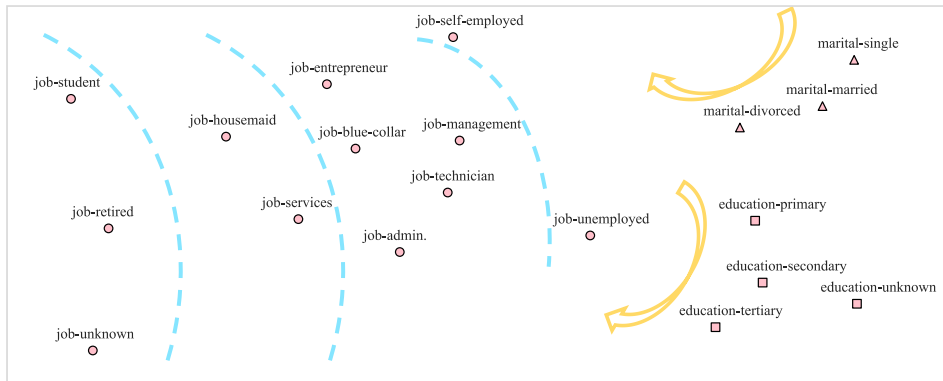 job-self-employed
marital-single
job-entrepreneur
job-student
marital-married
job-housemaid
job-blue-collar
job-management
marital-divorced
job-technician
job-retired
job-services
job-unemployed
education-primary
job-admin.
education-secondary
education-unknown
education-tertiary
job-unknown